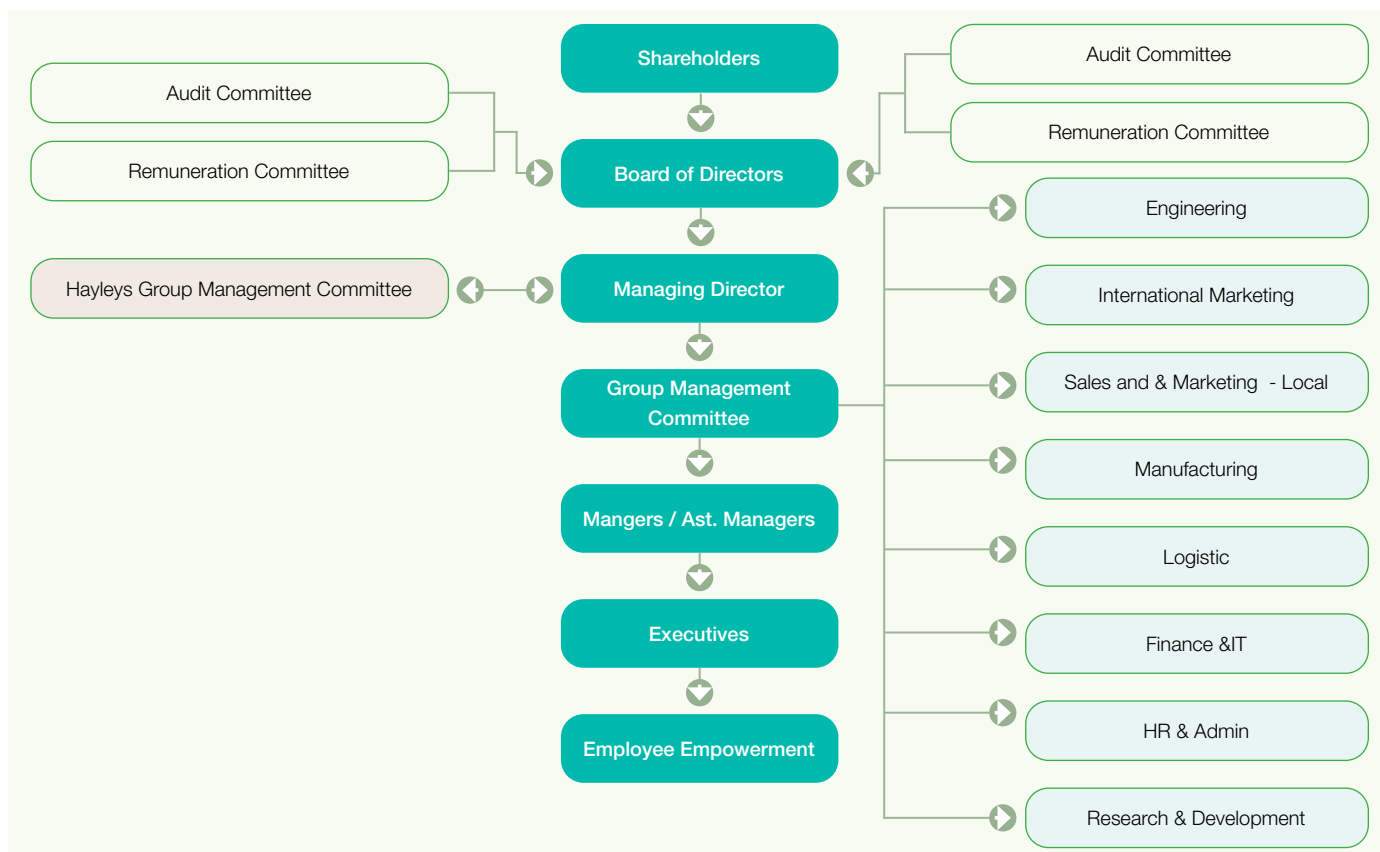 Shareholders
Audit Committee
Remuneration Committee
Audit Committee
Remuneration Committee
Board of Directors
Hayleys Group Management Committee
Managing Director
Group Management
Committee
Mangers / Ast. Managers
Executives
Employee Empowerment
Engineering
International Marketing
Sales and & Marketing - Local
Manufacturing
Logistic
Finance &IT
HR & Admin
Research & Development